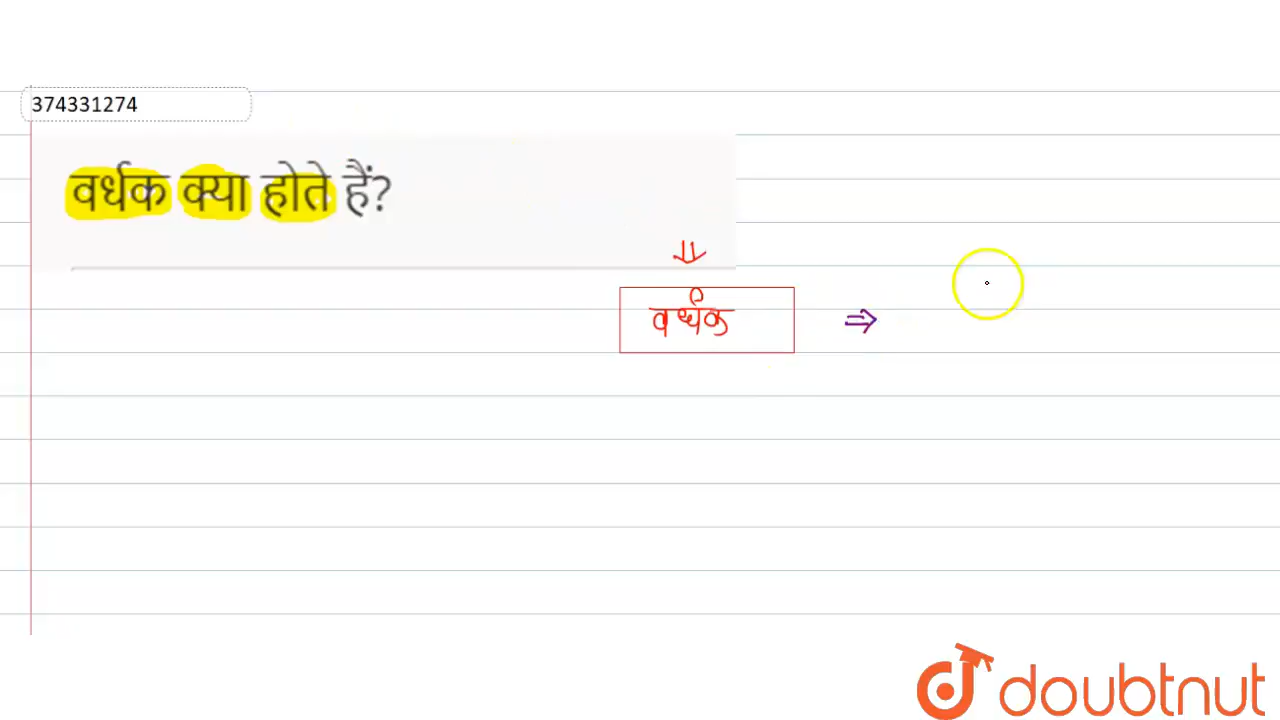 374331274
वर्धक क्या होते हैं?
वर्धक
doubtnut